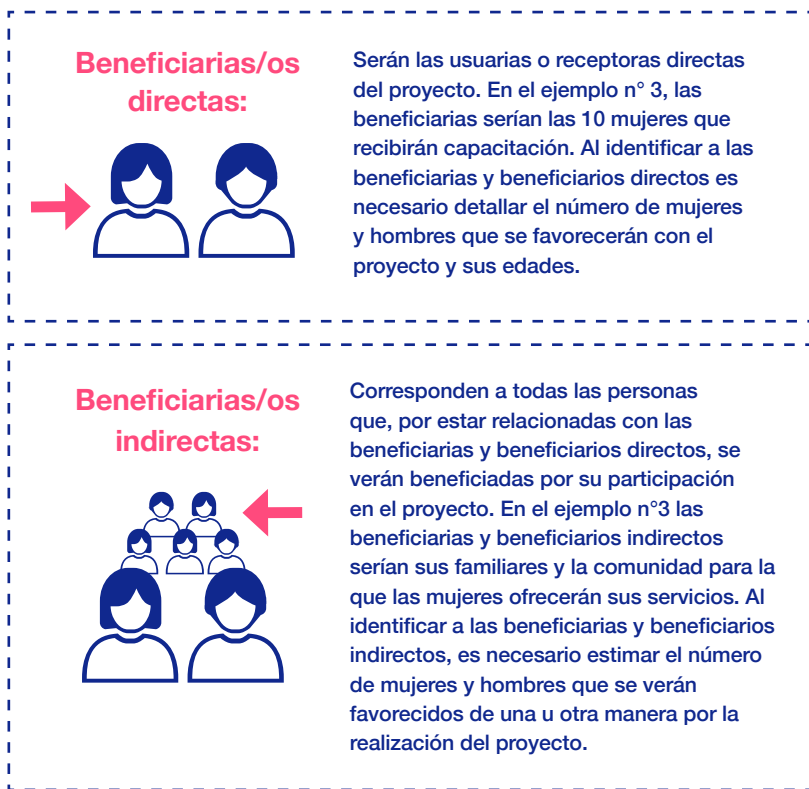 Beneficiarias/os
directas:
Serán las usuarias o receptoras directas
del proyecto. En el ejemplo n° 3, las
beneficiarias serían las 10 mujeres que
recibirán capacitación. Al identificar a las
beneficiarias y beneficiarios directos es
necesario detallar el número de mujeres
y hombres que se favorecerán con el
proyecto y sus edades.
Beneficiarias/os
indirectas:
Corresponden a todas las personas
que, por estar relacionadas con las
beneficiarias y beneficiarios directos, se
verán beneficiadas por su participación
en el proyecto. En el ejemplo n°3 las
beneficiarias y beneficiarios indirectos
serían sus familiares y la comunidad para la
que las mujeres ofrecerán sus servicios. Al
identificar a las beneficiarias y beneficiarios
indirectos, es necesario estimar el número
de mujeres y hombres que se verán
favorecidos de una u otra manera por la
realización del proyecto.